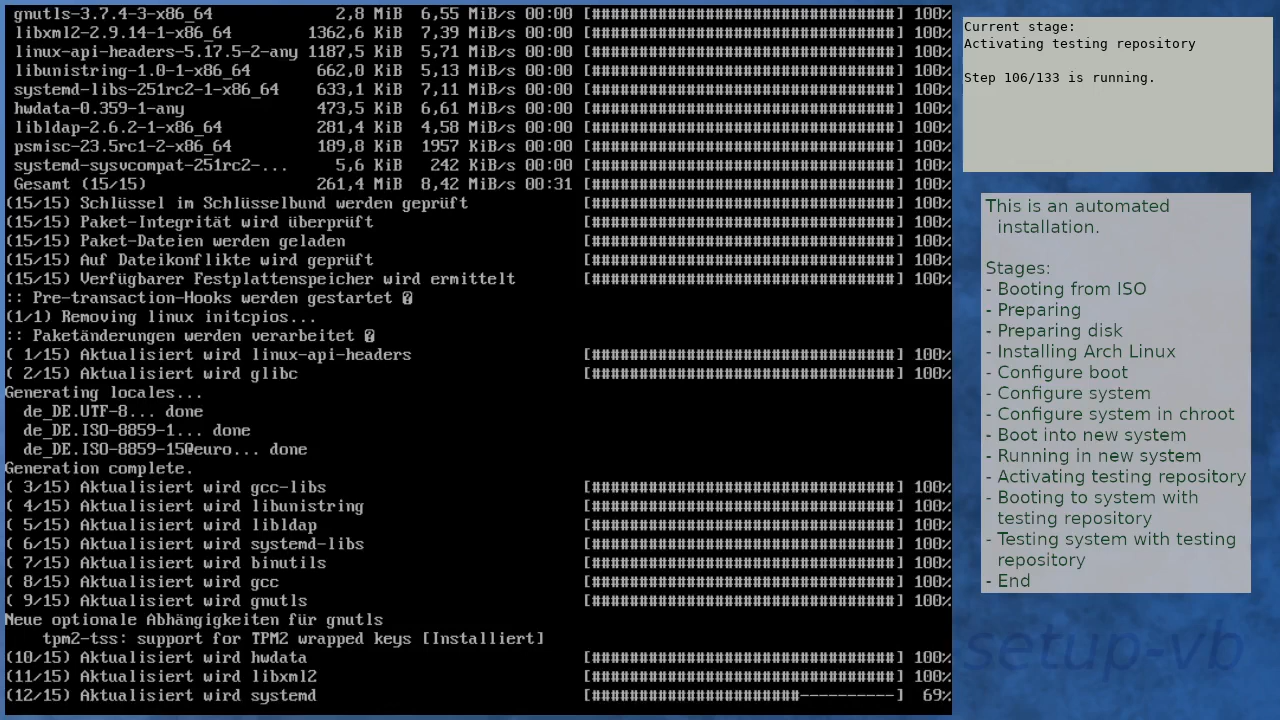 gnutls-3.7.4-3-x86_64 2,8 MiB 6,55 MiB/s 00:00 [################################] 100%
libxml2-2.9.14-1-x86_64 1362,6 KiB 7,39 MiB/s 00:00 [################################] 100%
linux-api-headers-5.17.5-2-any 1187,5 KiB 5,71 MiB/s 00:00 [################################] 100%
libunistring-1.0-1-x86_64 662,0 KiB 5,13 MiB/s 00:00 [################################] 100%
systemd-libs-251rc2-1-x86_64 633,1 KiB 7,11 MiB/s 00:00 [################################] 100%
hwdata-0.359-1-any 473,5 KiB 6,61 MiB/s 00:00 [################################] 100%
libldap-2.6.2-1-x86_64 281,4 KiB 4,58 MiB/s 00:00 [################################] 100%
psmisc-23.5rc1-2-x86_64 189,8 KiB 1957 KiB/s 00:00 [################################] 100%
systemd-sysvcompat-251rc2-... 5,6 KiB 242 KiB/s 00:00 [################################] 100%
Gesamt (15/15) 261,4 MiB 8,42 MiB/s 00:31 [################################] 100%
(15/15) Schlüssel im Schlüsselbund werden geprüft [################################] 100%
(15/15) Paket-Integrität wird überprüft [################################] 100%
(15/15) Paket-Dateien werden geladen [################################] 100%
(15/15) Auf Dateikonflikte wird geprüft [################################] 100%
(15/15) Verfügbarer Festplattenspeicher wird ermittelt [################################] 100%
:: Pre-transaction-Hooks werden gestartet �
(1/1) Removing linux initcpios...
:: Paketänderungen werden verarbeitet �
( 1/15) Aktualisiert wird linux-api-headers [################################] 100%
( 2/15) Aktualisiert wird glibc [################################] 100%
Generating locales...
de_DE.UTF-8... done
de_DE.ISO-8859-1... done
de_DE.ISO-8859-15@euro... done
Generation complete.
( 3/15) Aktualisiert wird gcc-libs [################################] 100%
( 4/15) Aktualisiert wird libunistring [################################] 100%
( 5/15) Aktualisiert wird libldap [################################] 100%
( 6/15) Aktualisiert wird systemd-libs [################################] 100%
( 7/15) Aktualisiert wird binutils [################################] 100%
( 8/15) Aktualisiert wird gcc [################################] 100%
( 9/15) Aktualisiert wird gnutls [################################] 100%
Neue optionale Abhängigkeiten für gnutls
tpm2-tss: support for TPM2 wrapped keys [Installiert]
(10/15) Aktualisiert wird hwdata [################################] 100%
(11/15) Aktualisiert wird libxml2 [################################] 100%
(12/15) Aktualisiert wird systemd [######################----------] 69%
Current stage:
Activating testing repository
Step 106/133 is running.
This is an automated
installation.
Stages:
- Booting from ISO
- Preparing
- Preparing disk
- Installing Arch Linux
- Configure boot
- Configure system
- Configure system in chroot
- Boot into new system
- Running in new system
- Activating testing repository
- Booting to system with
testing repository
- Testing system with testing
repository
- End
setup-vb